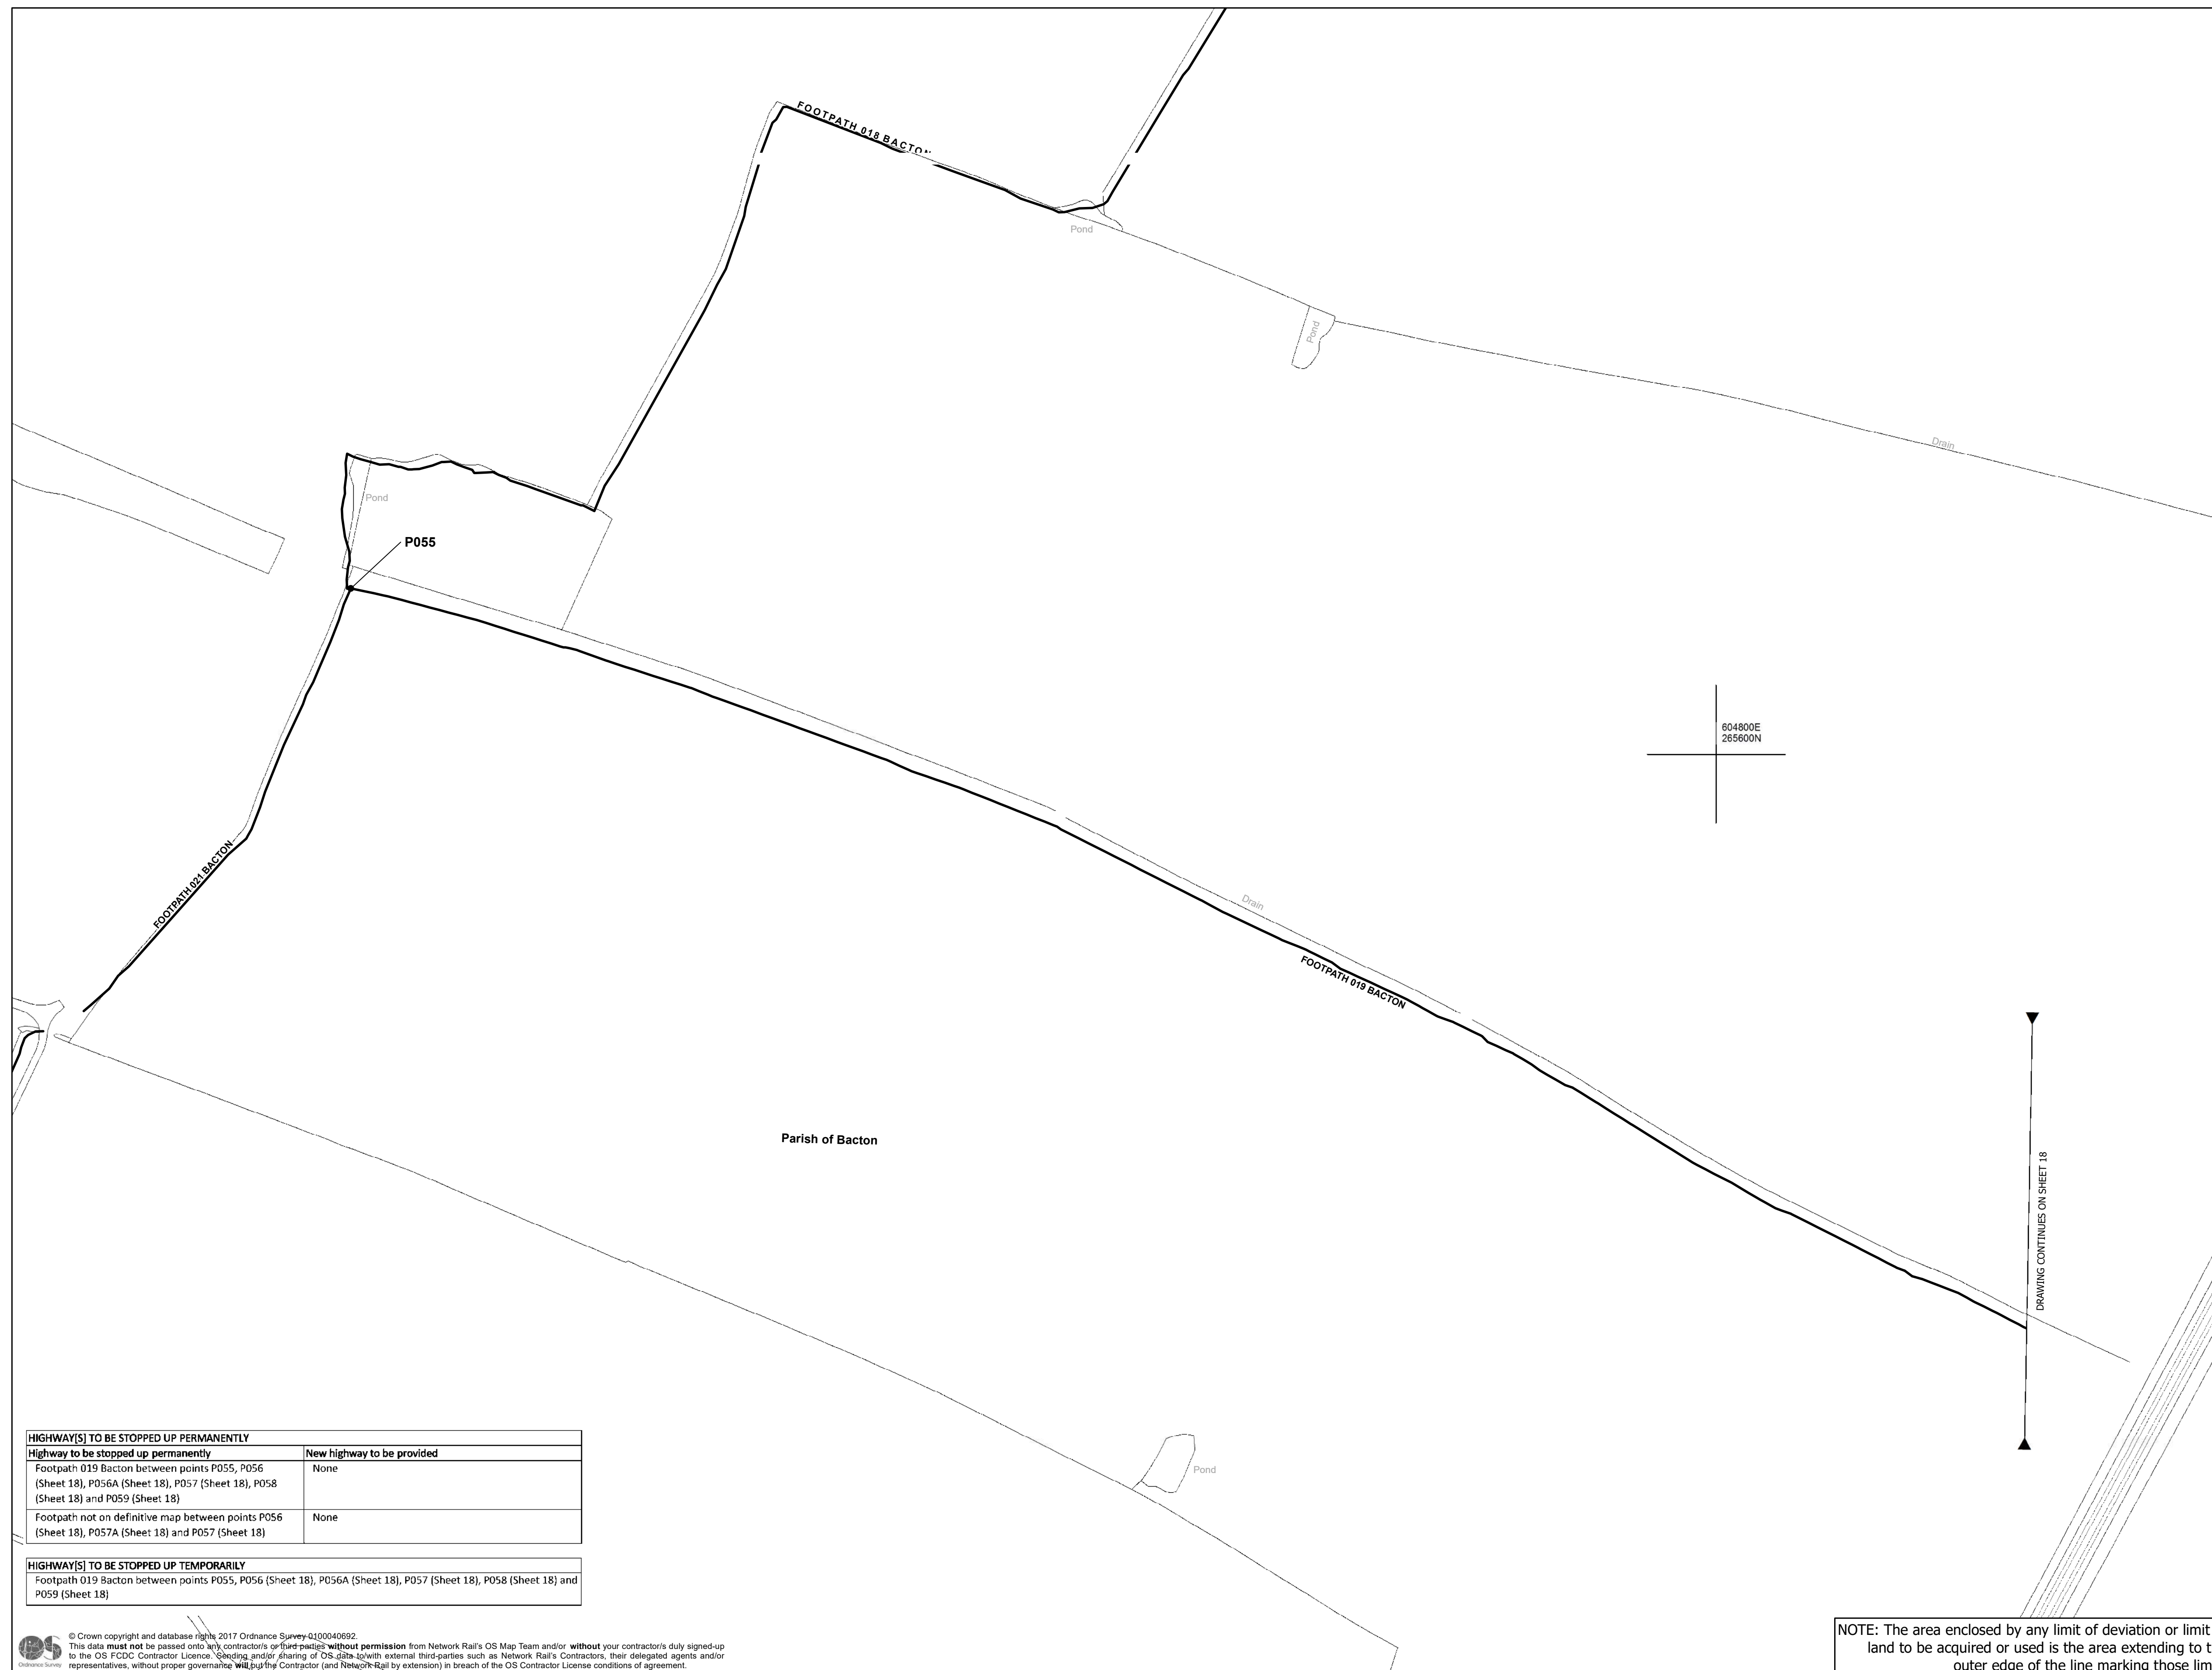 FOOTPATH 018 BACTON
Pond
Pond
Drain
Pond
P055
604800E
265600N
FOOTPATH 021 BACTON
Drain
FOOTPATH 019 BACTON
Parish of Bacton
DRAWING CONTINUES ON SHEET 18
Pond
HIGHWAY[S] TO BE STOPPED UP PERMANENTLY
Highway to be stopped up permanently New highway to be provided
Footpath 019 Bacton between points P055, P056 None
(Sheet 18), P056A (Sheet 18), P057 (Sheet 18), P058
(Sheet 18) and P059 (Sheet 18)
Footpath not on definitive map between points P056 None
(Sheet 18), P057A (Sheet 18) and P057 (Sheet 18)
HIGHWAY[S] TO BE STOPPED UP TEMPORARILY
Footpath 019 Bacton between points P055, P056 (Sheet 18), P056A (Sheet 18), P057 (Sheet 18), P058 (Sheet 18) and
P059 (Sheet 18)
OS
Ordnance Survey
© Crown copyright and database rights 2017 Ordnance Survey 0100040692.
This data must not be passed onto any contractor/s or third parties without permission from Network Rail's OS Map Team and/or without your contractor/s duly signed-up
to the OS FCDC Contractor Licence. Sending and/or sharing of OS data to/with external third-parties such as Network Rail's Contractors, their delegated agents and/or
representatives, without proper governance will put the Contractor (and Network Rail by extension) in breach of the OS Contractor License conditions of agreement.
NOTE: The area enclosed by any limit of deviation or limit
land to be acquired or used is the area extending to t
outer edge of the line marking those lim